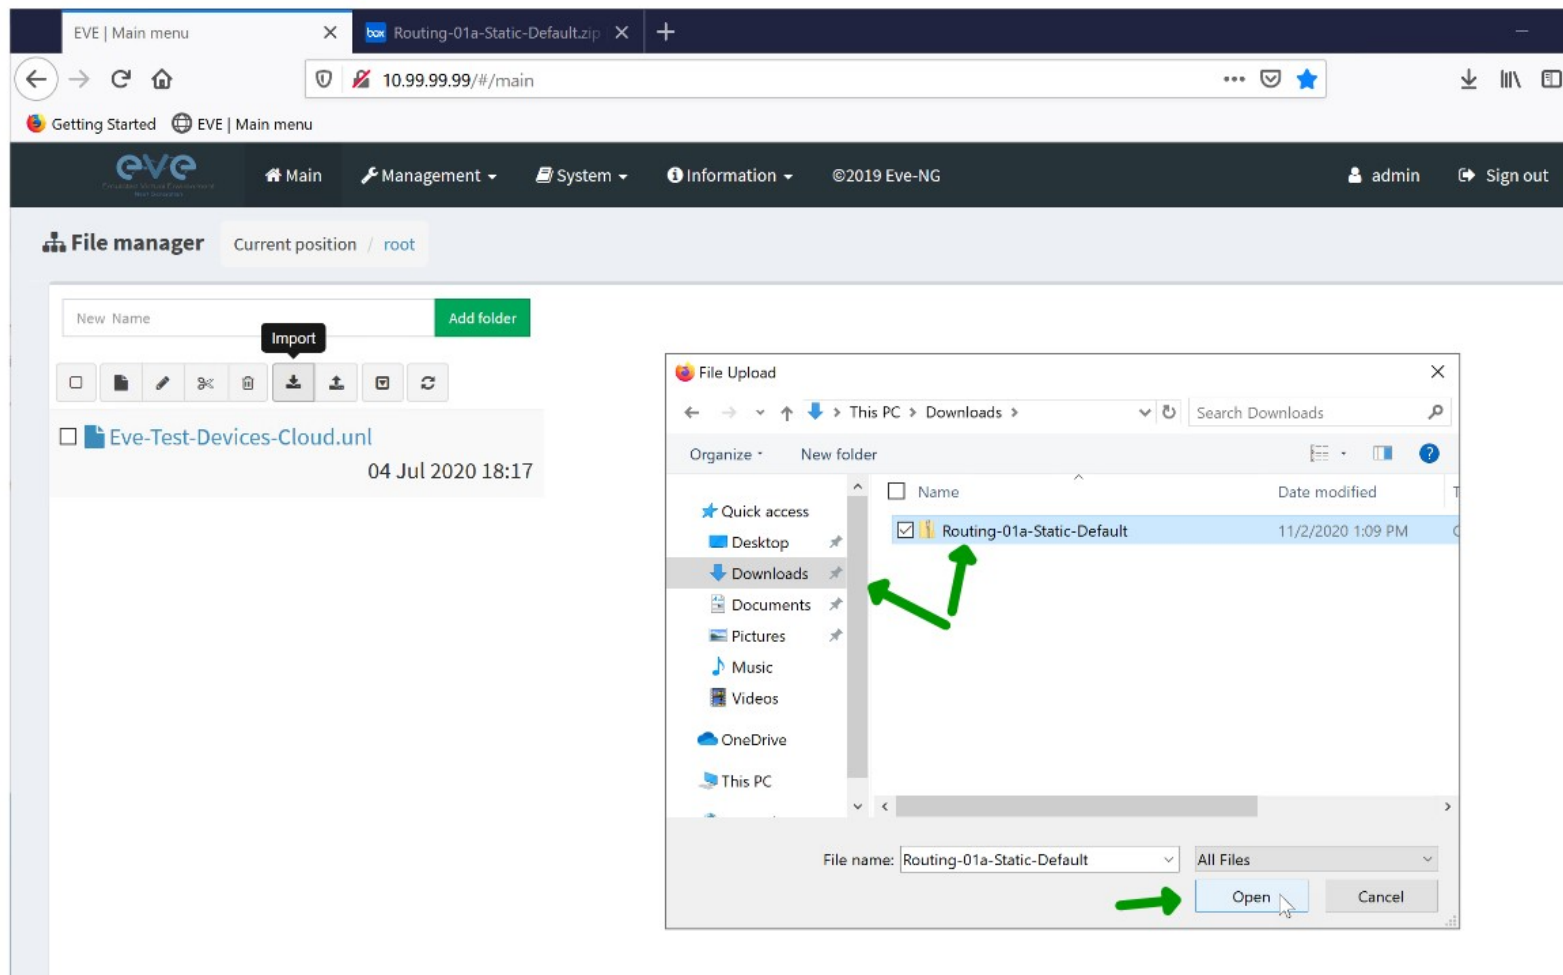 EVE | Main menu
box Routing-01a-Static-Default.zip
10.99.99.99/#/main
Getting Started EVE | Main menu
eve Main Management System Information ©2019 Eve-NG admin Sign out
File manager Current position / root
New Name Add folder
Import
File Upload
This PC > Downloads > Search Downloads
Organize New folder
Eve-Test-Devices-Cloud.unl
04 Jul 2020 18:17
Name Date modified T
Quick access
Routing-01a-Static-Default 11/2/2020 1:09 PM
Desktop
Downloads
Documents
Pictures
Music
Videos
OneDrive
This PC
File name: Routing-01a-Static-Default All Files
Open Cancel